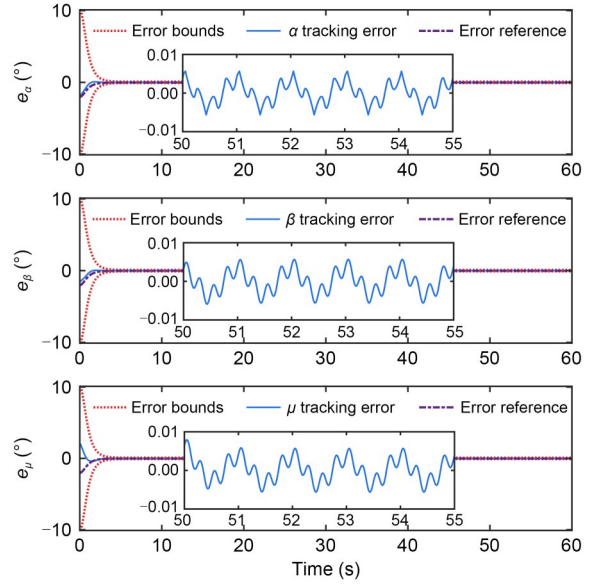 10
Error bounds α tracking error Error reference
0.01
0.00
−0.01
50 51 52 53 54 55
eα (°)
0
−10
0 10 20 30 40 50 60
10
Error bounds β tracking error Error reference
0.01
0.00
−0.01
50 51 52 53 54 55
eβ (°)
0
−10
0 10 20 30 40 50 60
10
Error bounds μ tracking error Error reference
0.01
0.00
−0.01
50 51 52 53 54 55
eμ (°)
0
−10
0 10 20 30 40 50 60
Time (s)